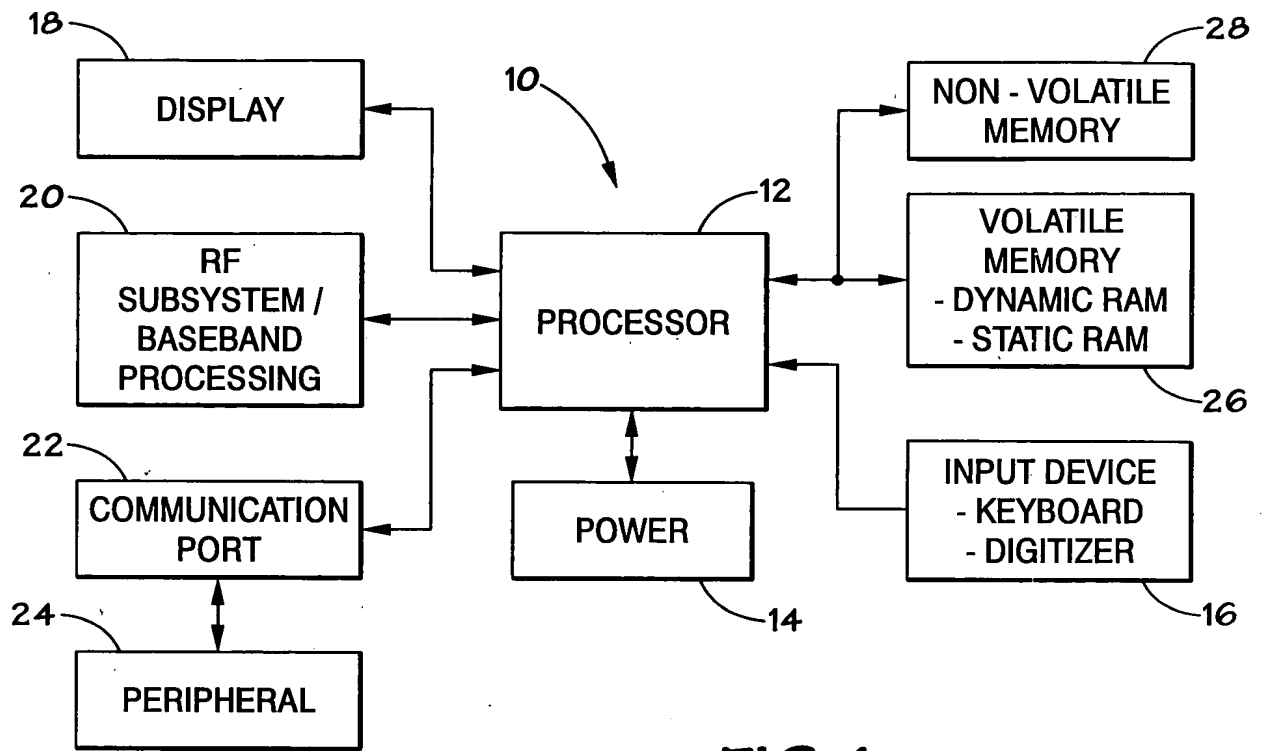 18
DISPLAY
20
RF
SUBSYSTEM /
BASEBAND
PROCESSING
22
COMMUNICATION
PORT
24
PERIPHERAL
10
12
PROCESSOR
POWER
14
28
NON - VOLATILE
MEMORY
VOLATILE
MEMORY
- DYNAMIC RAM
- STATIC RAM
26
INPUT DEVICE
- KEYBOARD
- DIGITIZER
16